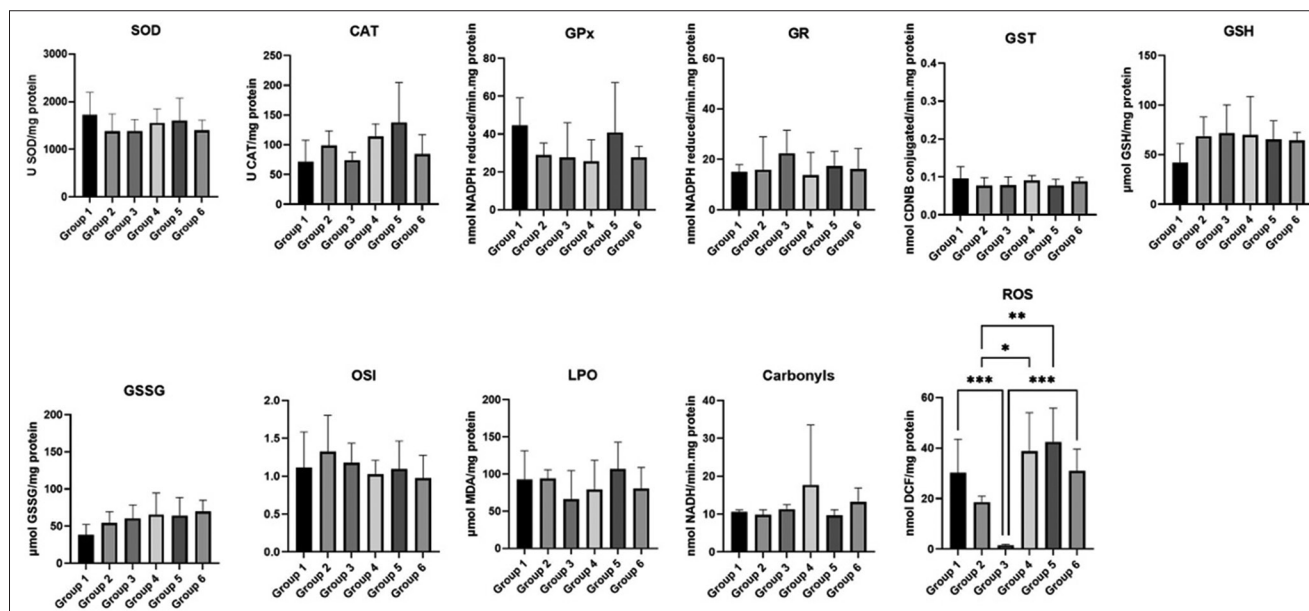 SOD
U SOD/mg protein
3000
2000
1000
0
Group 1
Group 2
Group 3
Group 4
Group 5
Group 6
CAT
U CAT/mg protein
250
200
150
100
50
0
Group 1
Group 2
Group 3
Group 4
Group 5
Group 6
GPx
nmol NADPH reduced/min.mg protein
80
60
40
20
0
Group 1
Group 2
Group 3
Group 4
Group 5
Group 6
GR
nmol NADPH reduced/min.mg protein
60
40
20
0
Group 1
Group 2
Group 3
Group 4
Group 5
Group 6
GST
nmol CDNB conjugated/min.mg protein
0.4
0.3
0.2
0.1
0.0
Group 1
Group 2
Group 3
Group 4
Group 5
Group 6
GSH
µmol GSH/mg protein
150
100
50
0
Group 1
Group 2
Group 3
Group 4
Group 5
Group 6
GSSG
µmol GSSG/mg protein
200
150
100
50
0
Group 1
Group 2
Group 3
Group 4
Group 5
Group 6
OSI
2.0
1.5
1.0
0.5
0.0
Group 1
Group 2
Group 3
Group 4
Group 5
Group 6
LPO
µmol MDA/mg protein
200
150
100
50
0
Group 1
Group 2
Group 3
Group 4
Group 5
Group 6
Carbonyls
nmol NADH/min.mg protein
40
30
20
10
0
Group 1
Group 2
Group 3
Group 4
Group 5
Group 6
ROS
**
*
*** ***
nmol DCF/mg protein
60
40
20
0
Group 1
Group 2
Group 3
Group 4
Group 5
Group 6